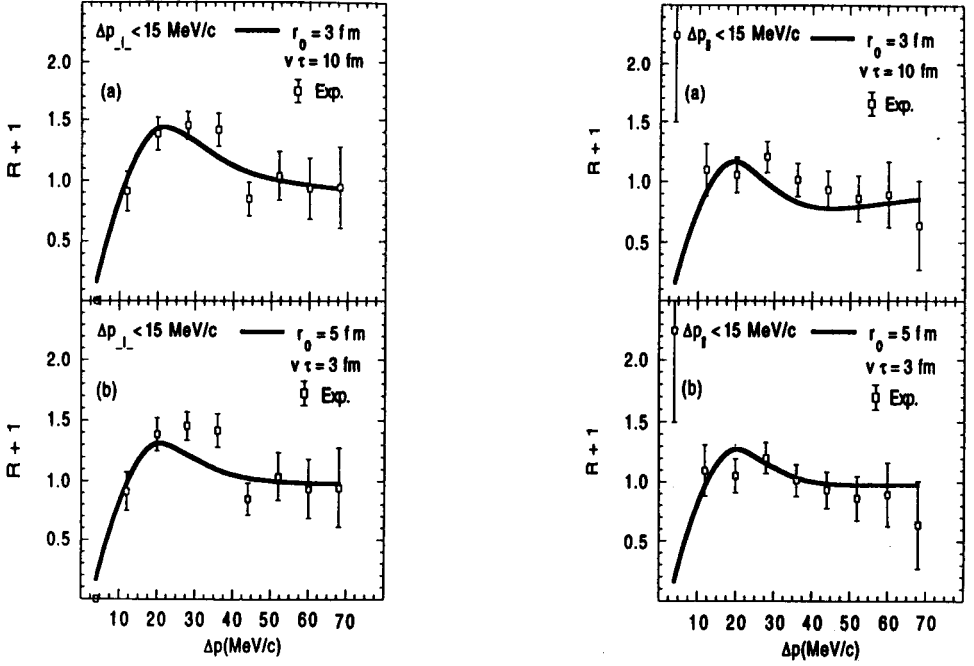 Δp_|_ < 15 MeV/c r₀ = 3 fm
v τ = 10 fm
(a) Exp.
R + 1
2.0
1.5
1.0
0.5
Δp_|_ < 15 MeV/c r₀ = 5 fm
v τ = 3 fm
(b) Exp.
R + 1
2.0
1.5
1.0
0.5
10 20 30 40 50 60 70
Δp(MeV/c)
Δp < 15 MeV/c r₀ = 3 fm
v τ = 10 fm
(a) Exp.
R + 1
2.0
1.5
1.0
0.5
Δp < 15 MeV/c r₀ = 5 fm
v τ = 3 fm
(b) Exp.
R + 1
2.0
1.5
1.0
0.5
10 20 30 40 50 60 70
Δp(MeV/c)